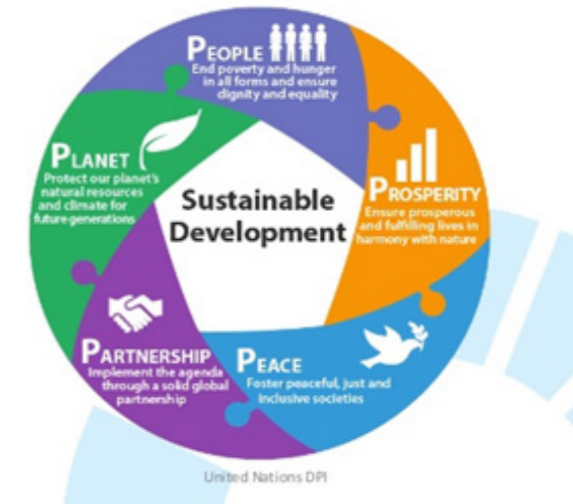 PEOPLE
End poverty and hunger
in all forms and ensure
dignity and equality
PROSPERITY
Ensure prosperous
and fulfilling lives in
harmony with nature
PEACE
Foster peaceful, just and
inclusive societies
PARTNERSHIP
Implement the agenda
through a solid global
partnership
PLANET
Protect our planet's
natural resources
and climate for
future generations
Sustainable
Development
United Nations DPI